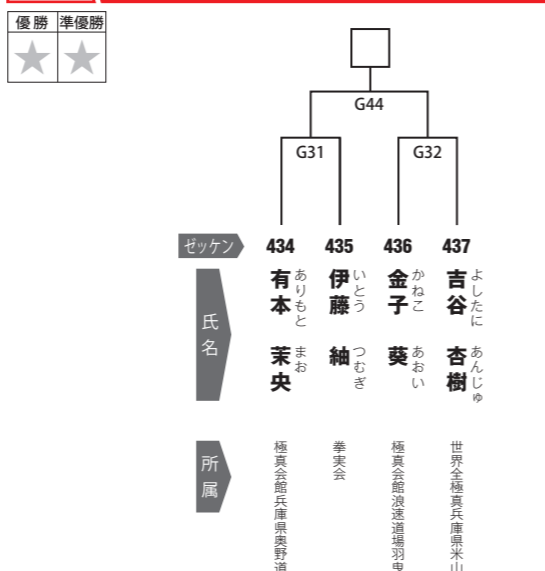 優勝 準優勝
G44
G31 G32
ゼッケン 434 435 436 437
氏名
有本 茉央 ありもと まお
伊藤 紬 いとう つむぎ
金子 葵 かねこ あおい
吉谷 杏樹 よしたに あんじゅ
所属
極真会館兵庫県奥野道
拳実会
極真会館浪速道場羽曳
世界全極真兵庫県米山